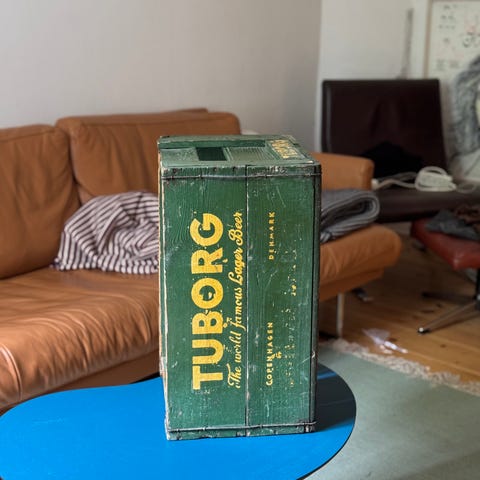 TUBORG
The world famous Lager Beer
COPENHAGEN DENMARK